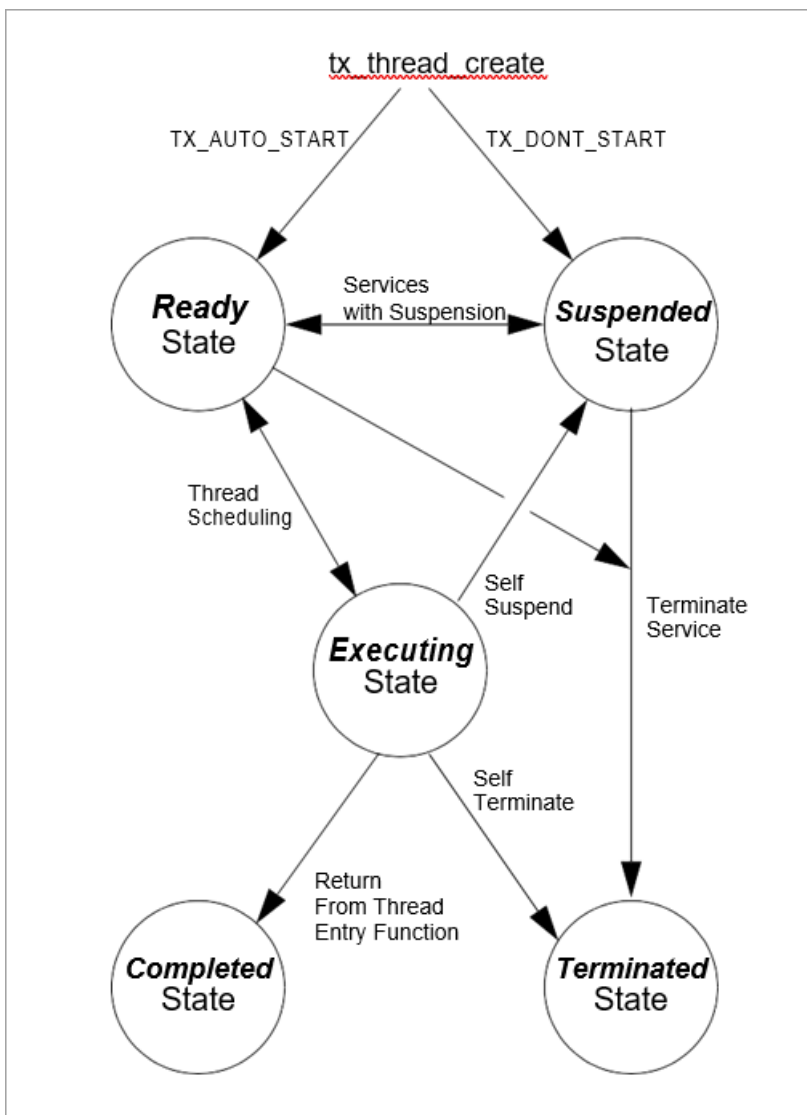 tx_thread_create
TX_AUTO_START
TX_DONT_START
Ready
State
Services
with Suspension
Suspended
State
Thread
Scheduling
Self
Suspend
Terminate
Service
Executing
State
Self
Terminate
Return
From Thread
Entry Function
Completed
State
Terminated
State